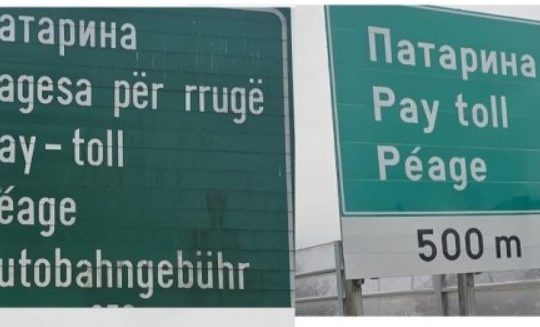 атарина
agesa për rrugë
ay-toll
éage
utobahngebühr
Патарина
Pay toll
Péage
500 m